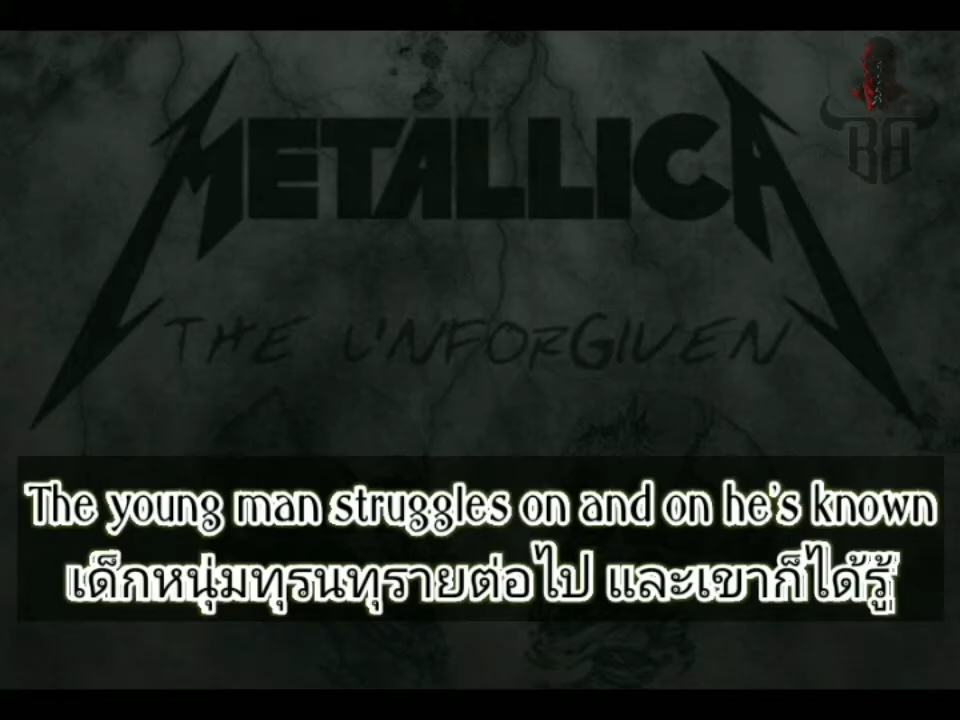 METALLICA
THE UNFORGIVEN
The young man struggles on and on he's known
เด็กหนุ่มทุรนทุรายต่อไป และเขาก็ได้รู้